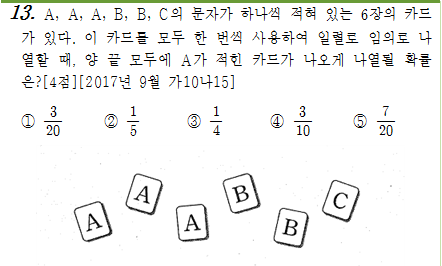 13. A, A, A, B, B, C의 문자가 하나씩 적혀 있는 6장의 카드
가 있다. 이 카드를 모두 한 번씩 사용하여 일렬로 임의로 나
열할 때, 양 끝 모두에 A가 적힌 카드가 나오게 나열될 확률
은?[4점][2017년 9월 가10나15]
① 3/20 ② 1/5 ③ 1/4 ④ 3/10 ⑤ 7/20
A A A B B C